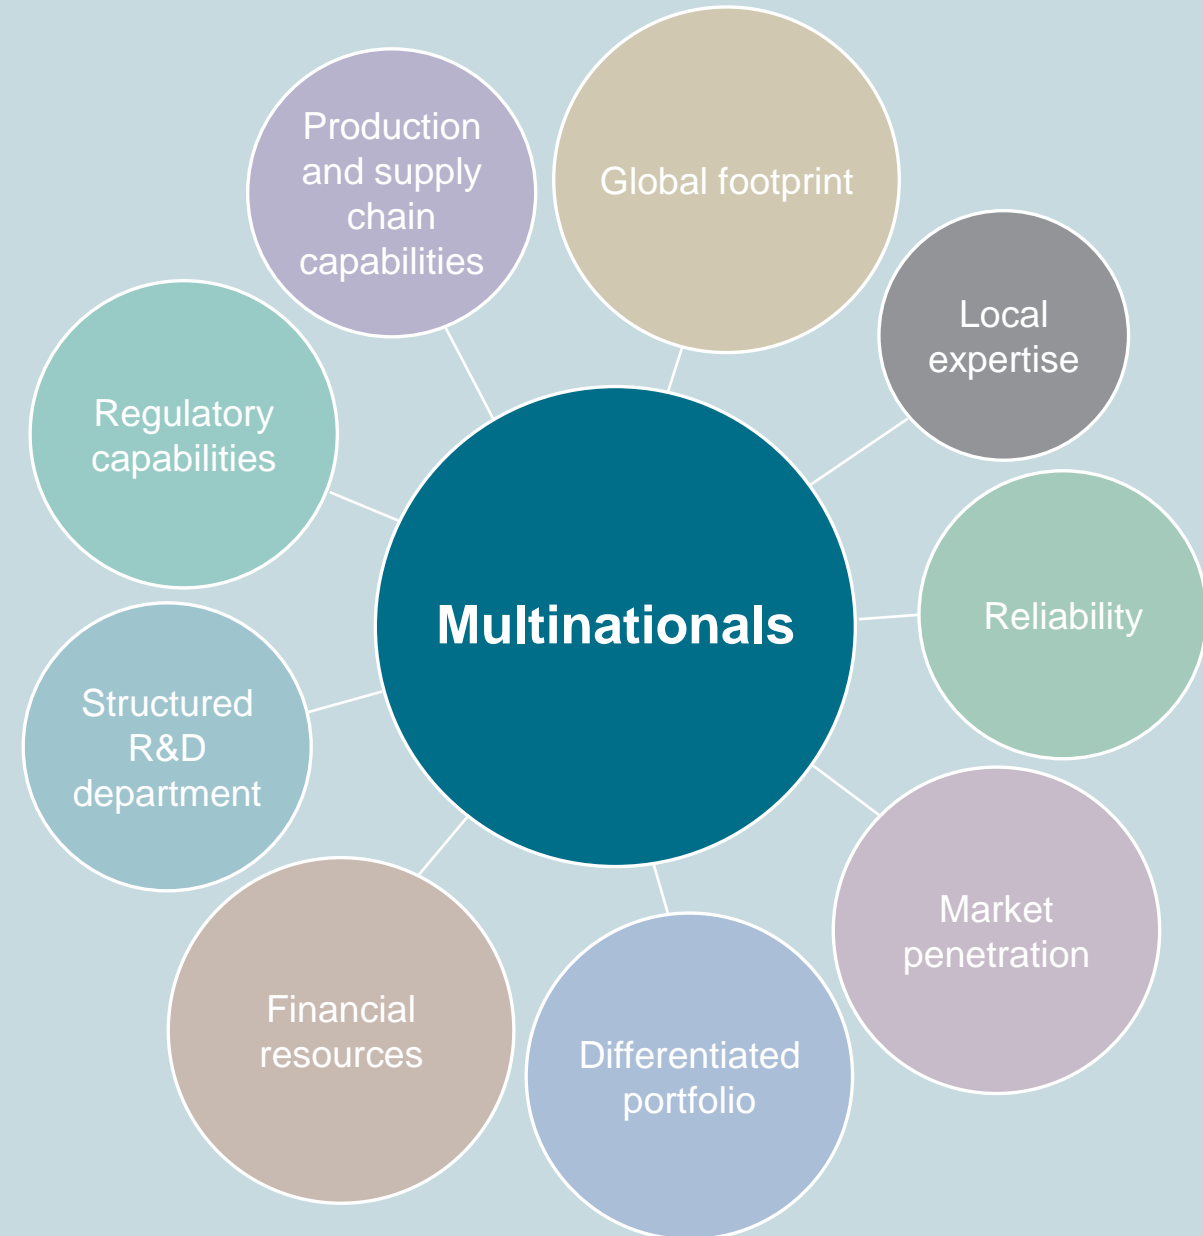 Production
and supply
chain
capabilities
Global footprint
Local
expertise
Regulatory
capabilities
Multinationals
Reliability
Structured
R&D
department
Market
penetration
Financial
resources
Differentiated
portfolio